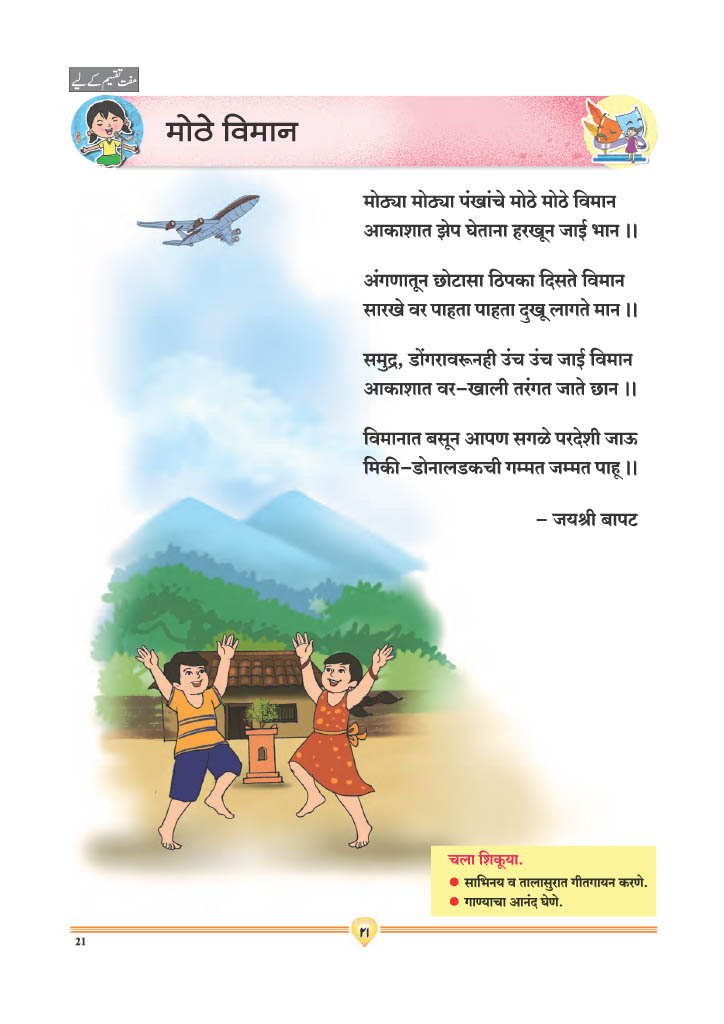 مفت تقسیم کے لیے
मोठे विमान
मोठ्या मोठ्या पंखांचे मोठे मोठे विमान
आकाशात झेप घेताना हरखून जाई भान ।।
अंगणातून छोटासा ठिपका दिसते विमान
सारखे वर पाहता पाहता दुखू लागते मान ।।
समुद्र, डोंगरावरूनही उंच उंच जाई विमान
आकाशात वर–खाली तरंगत जाते छान ।।
विमानात बसून आपण सगळे परदेशी जाऊ
मिकी–डोनालडकची गम्मत जम्मत पाहू ।।
– जयश्री बापट
चला शिकूया.
● साभिनय व तालासुरात गीतगायन करणे.
● गाण्याचा आनंद घेणे.
२१
21